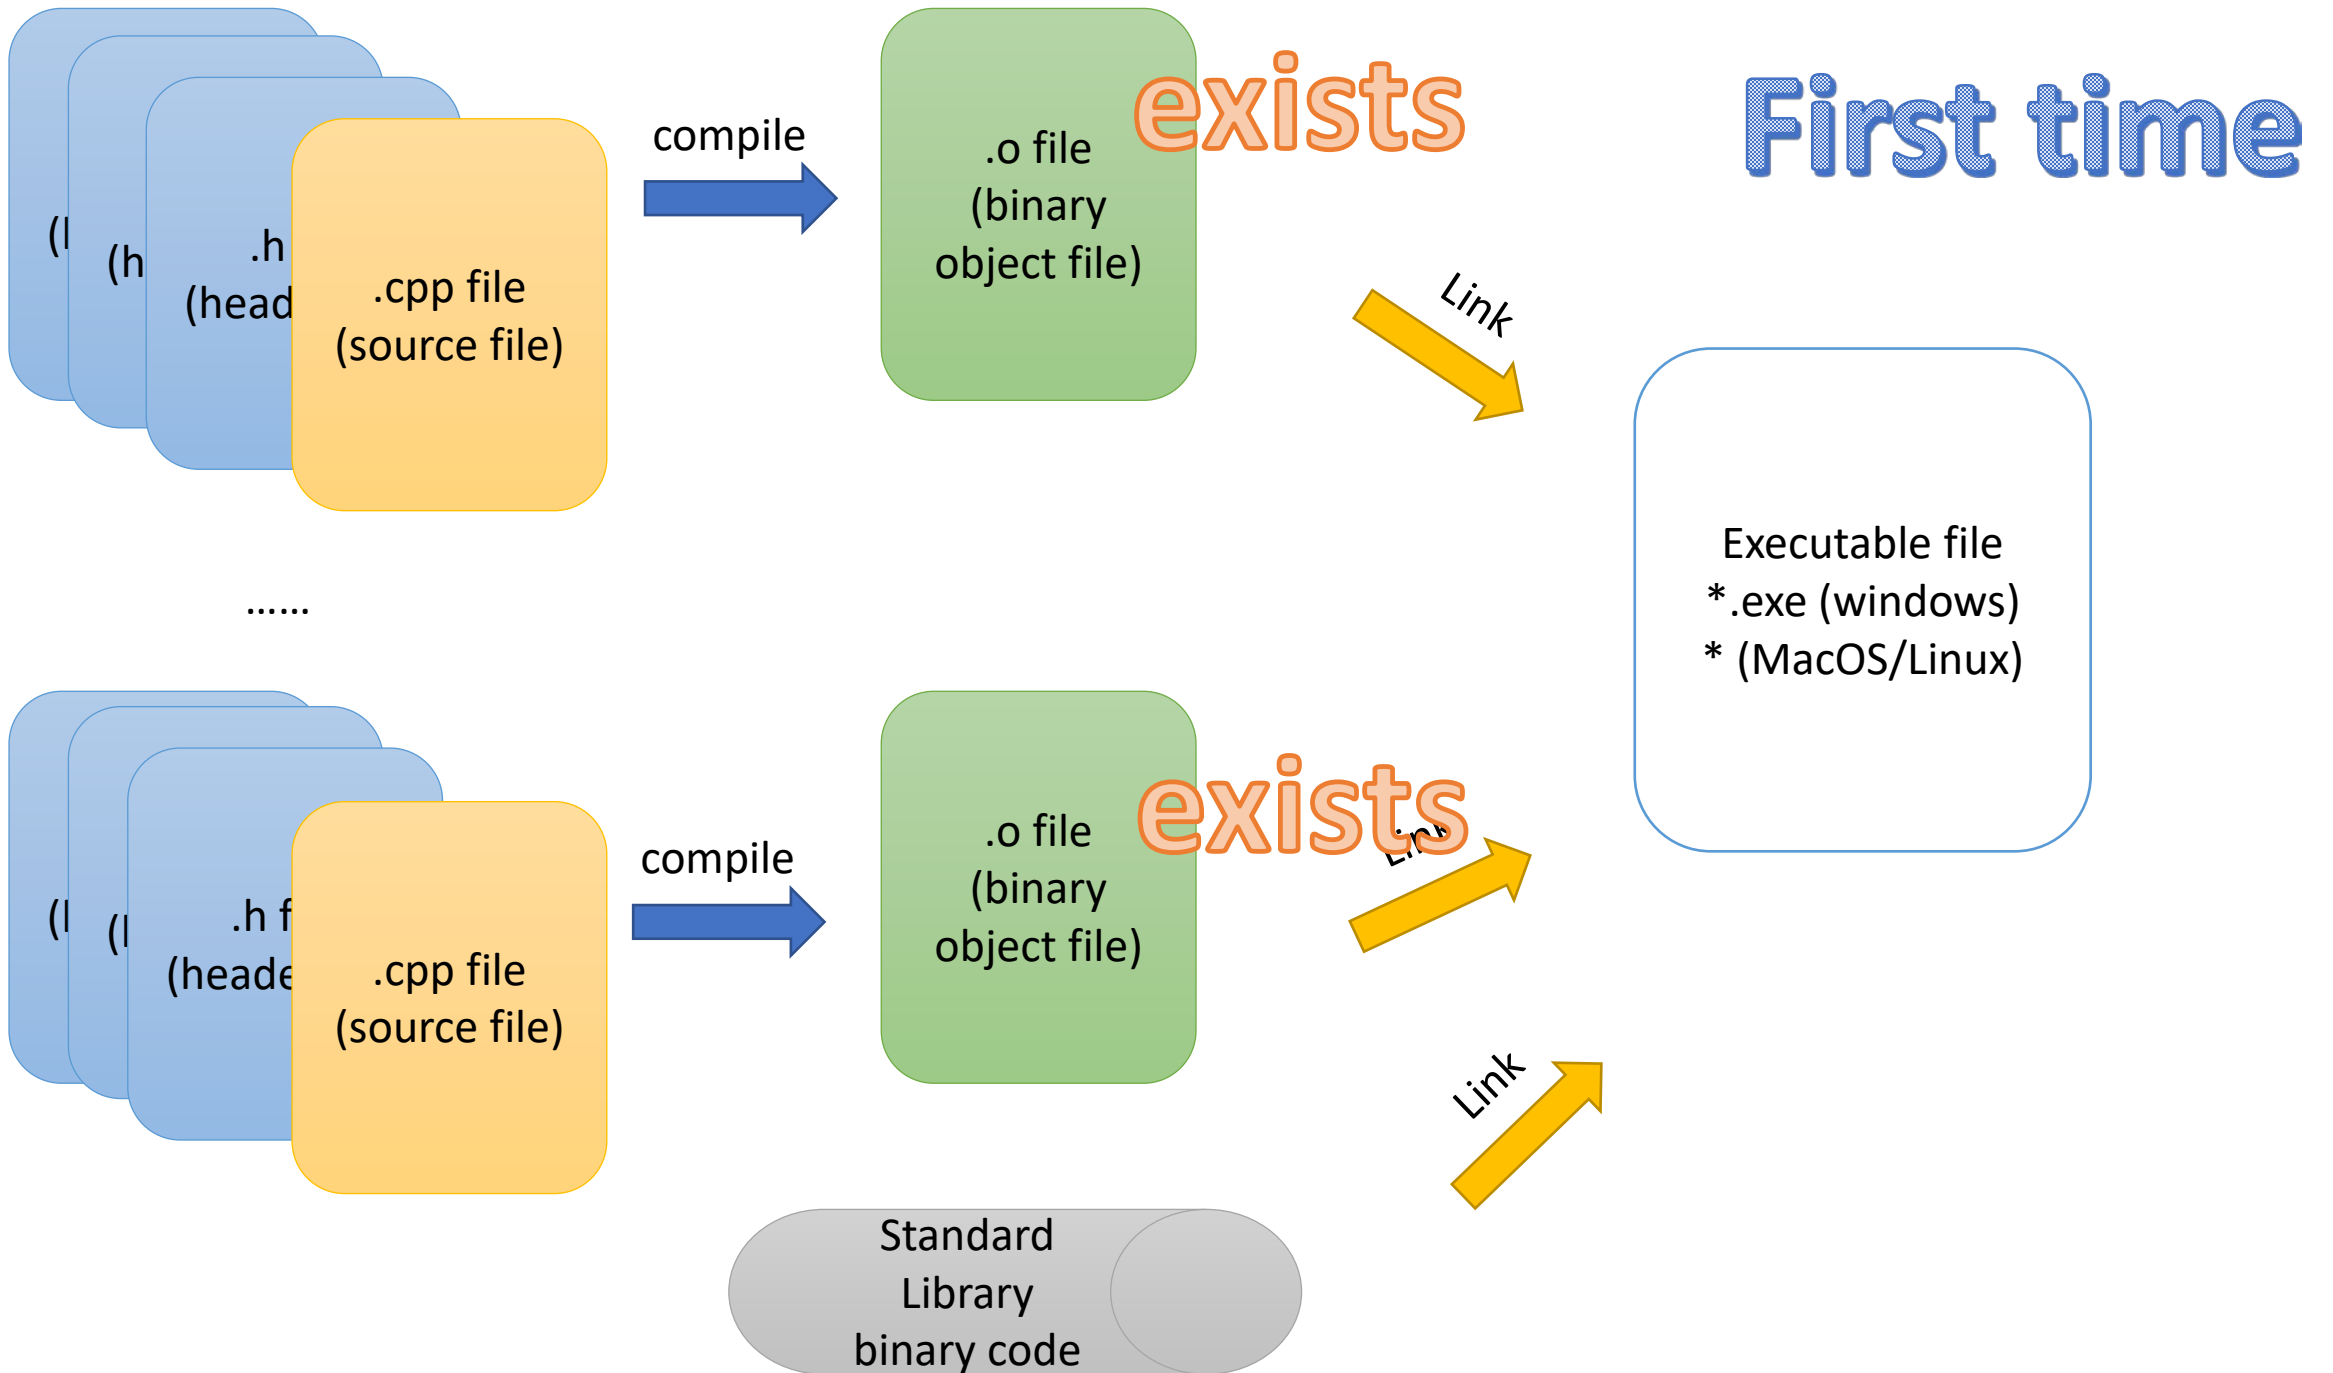 First time
compile
exists
.o file
(binary
object file)
.h
(head
.cpp file
(source file)
Link
Executable file
*.exe (windows)
* (MacOS/Linux)
......
compile
exists
.o file
(binary
object file)
Link
.h f
(heade
.cpp file
(source file)
Link
Standard
Library
binary code